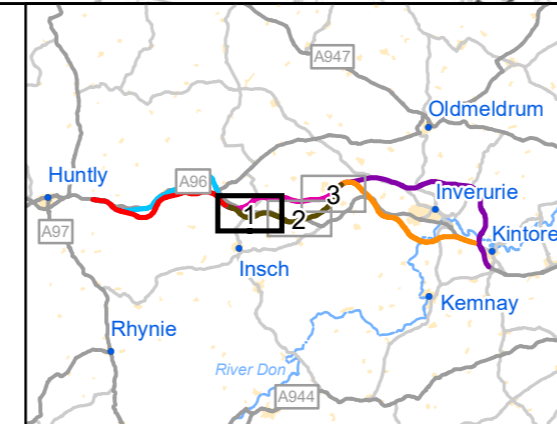 A947
Oldmeldrum
Huntly
A96
3
Inverurie
1
2
A97
Kintore
Insch
Kemnay
Rhynie
River Don
A944